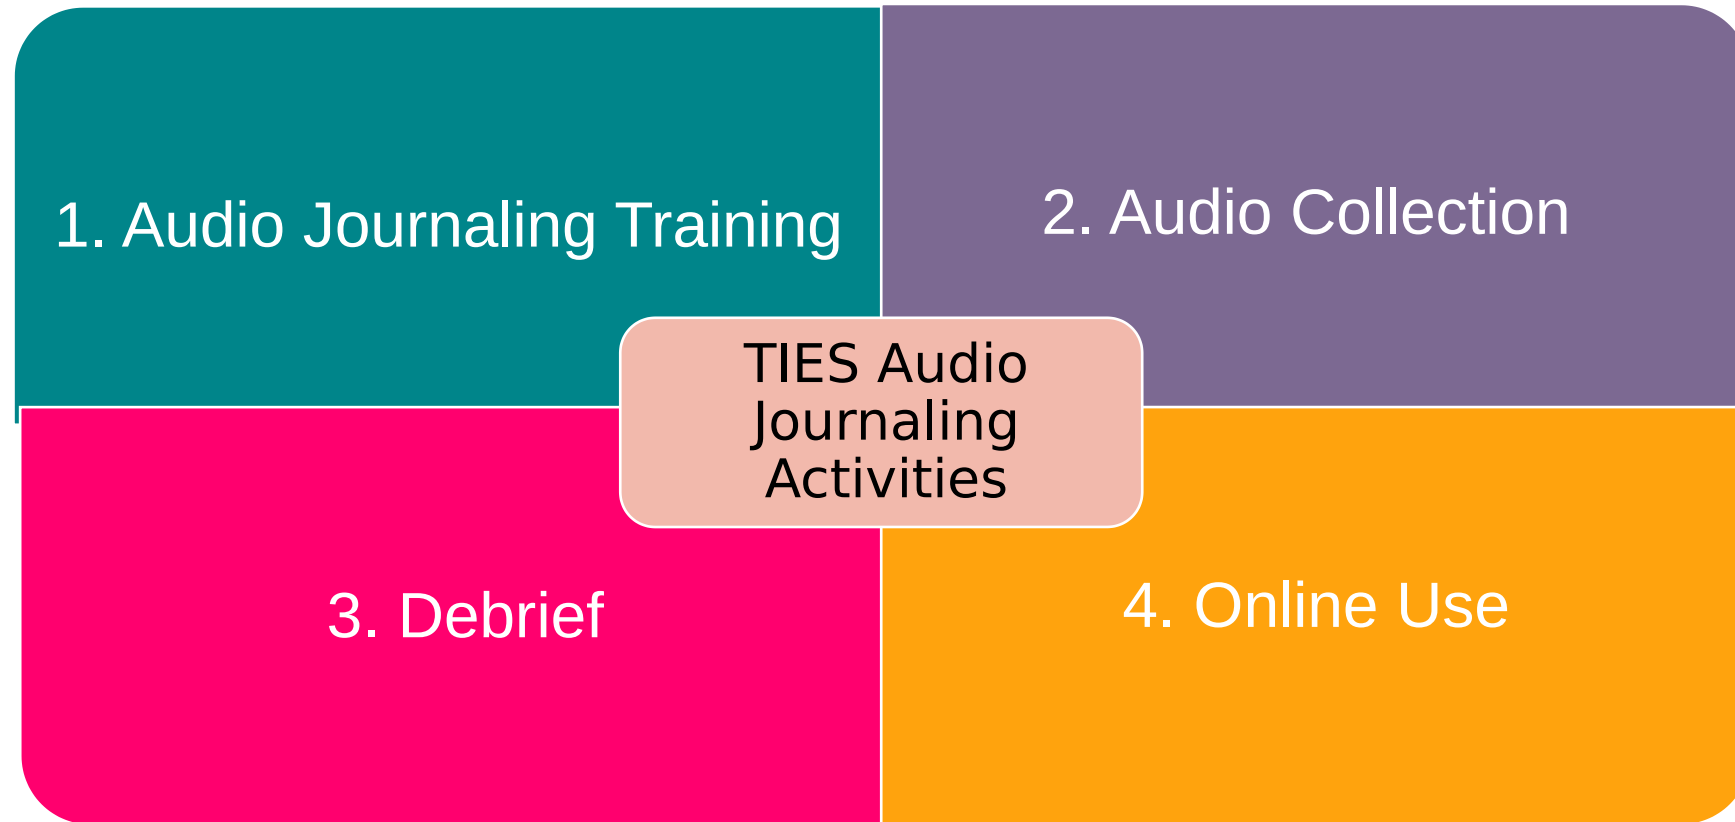 1. Audio Journaling Training
2. Audio Collection
TIES Audio
Journaling
Activities
3. Debrief
4. Online Use